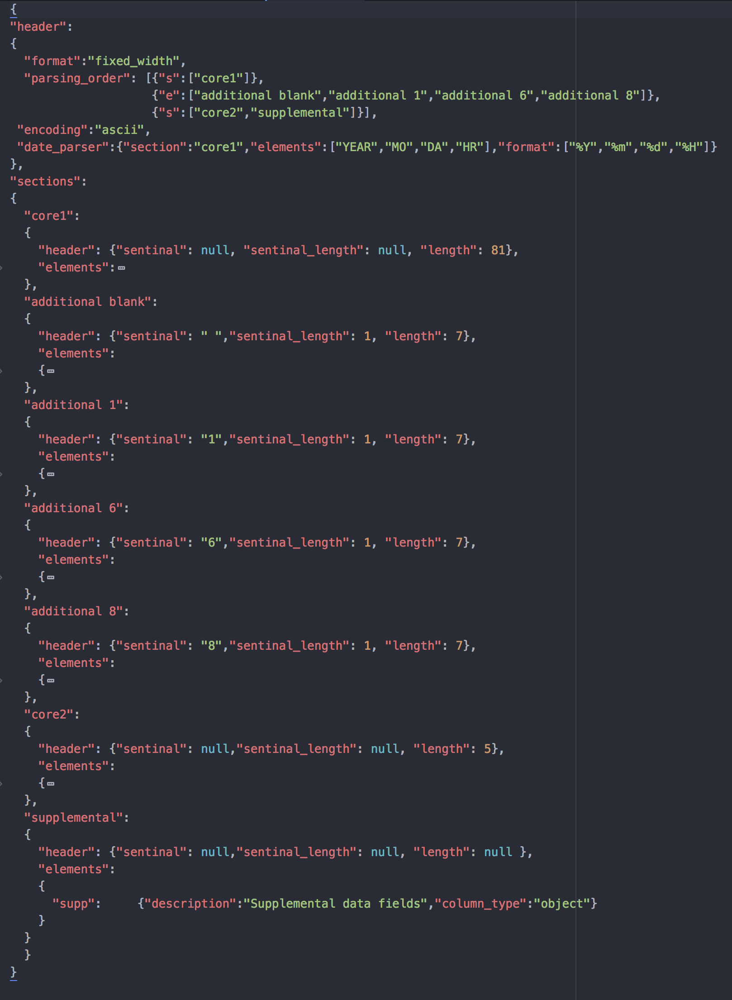 {
"header":
{
  "format":"fixed_width",
  "parsing_order": [{"s":["core1"]},
                    {"e":["additional blank","additional 1","additional 6","additional 8"]},
                    {"s":["core2","supplemental"]}],
 "encoding":"ascii",
 "date_parser":{"section":"core1","elements":["YEAR","MO","DA","HR"],"format":["%Y","%m","%d","%H"]}
},
"sections":
{
  "core1":
  {
    "header": {"sentinal": null, "sentinal_length": null, "length": 81},
    "elements":
  },
  "additional blank":
  {
    "header": {"sentinal": " ","sentinal_length": 1, "length": 7},
    "elements":
    {
  },
  "additional 1":
  {
    "header": {"sentinal": "1","sentinal_length": 1, "length": 7},
    "elements":
    {
  },
  "additional 6":
  {
    "header": {"sentinal": "6","sentinal_length": 1, "length": 7},
    "elements":
    {
  },
  "additional 8":
  {
    "header": {"sentinal": "8","sentinal_length": 1, "length": 7},
    "elements":
    {
  },
  "core2":
  {
    "header": {"sentinal": null,"sentinal_length": null, "length": 5},
    "elements":
    {
  },
  "supplemental":
  {
    "header": {"sentinal": null,"sentinal_length": null, "length": null },
    "elements":
    {
      "supp":     {"description":"Supplemental data fields","column_type":"object"}
    }
  }
  }
}